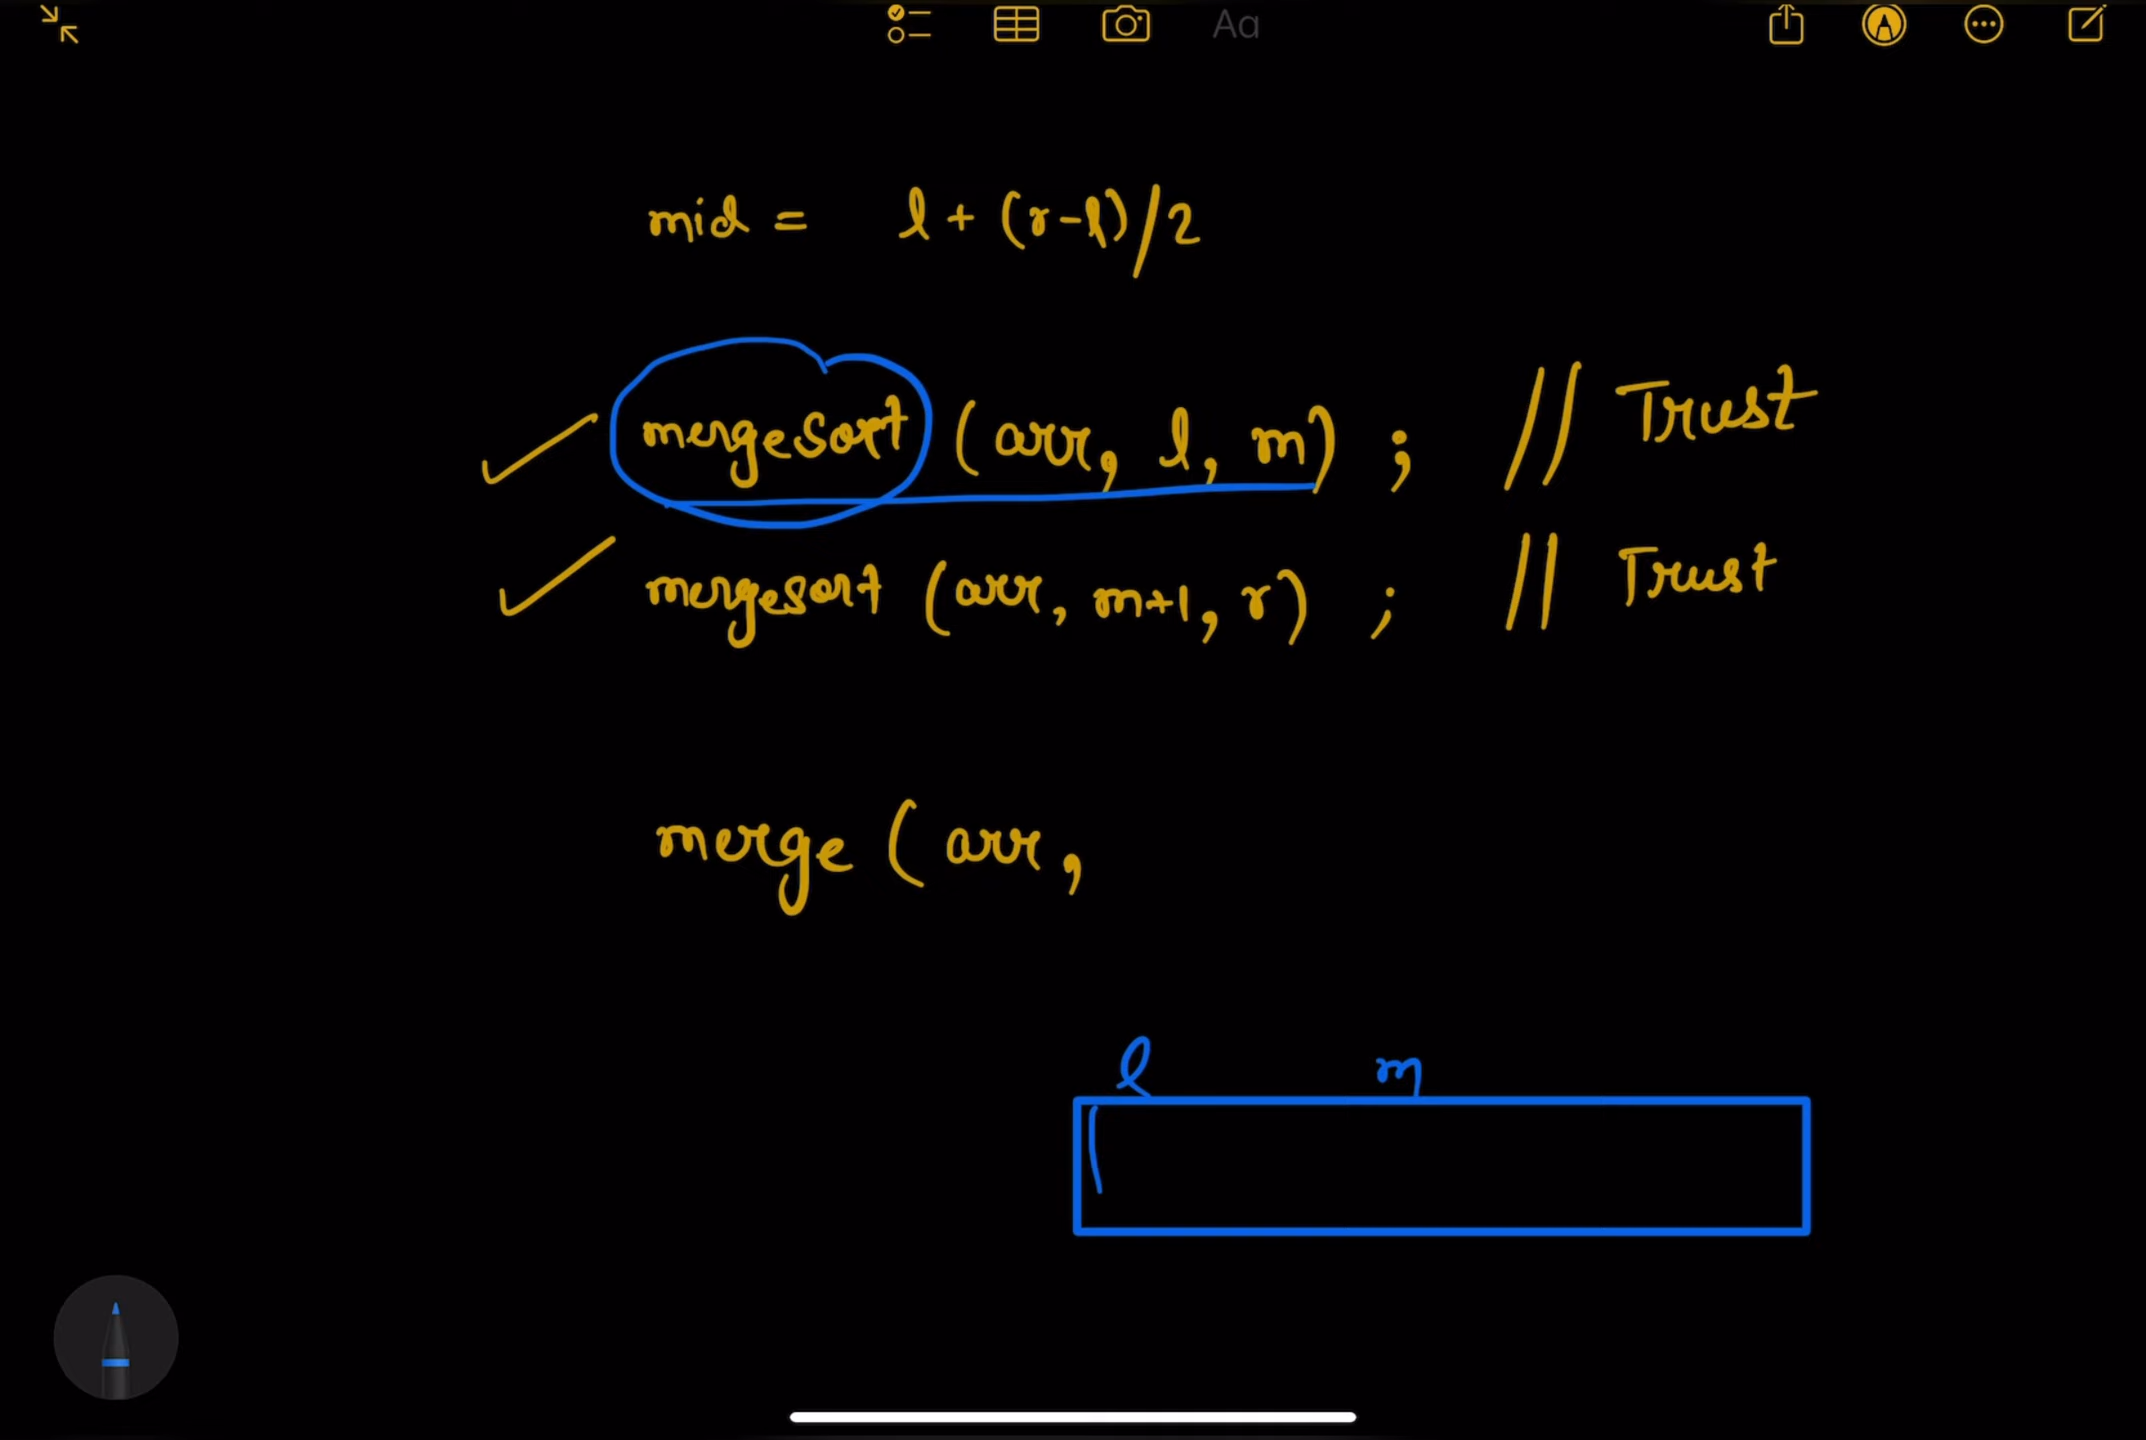 Aa
mid = l + (r-l)/2
mergeSort (arr, l, m) ; // Trust
mergesort (arr, m+1, r) ; // Trust
merge ( arr,
l m